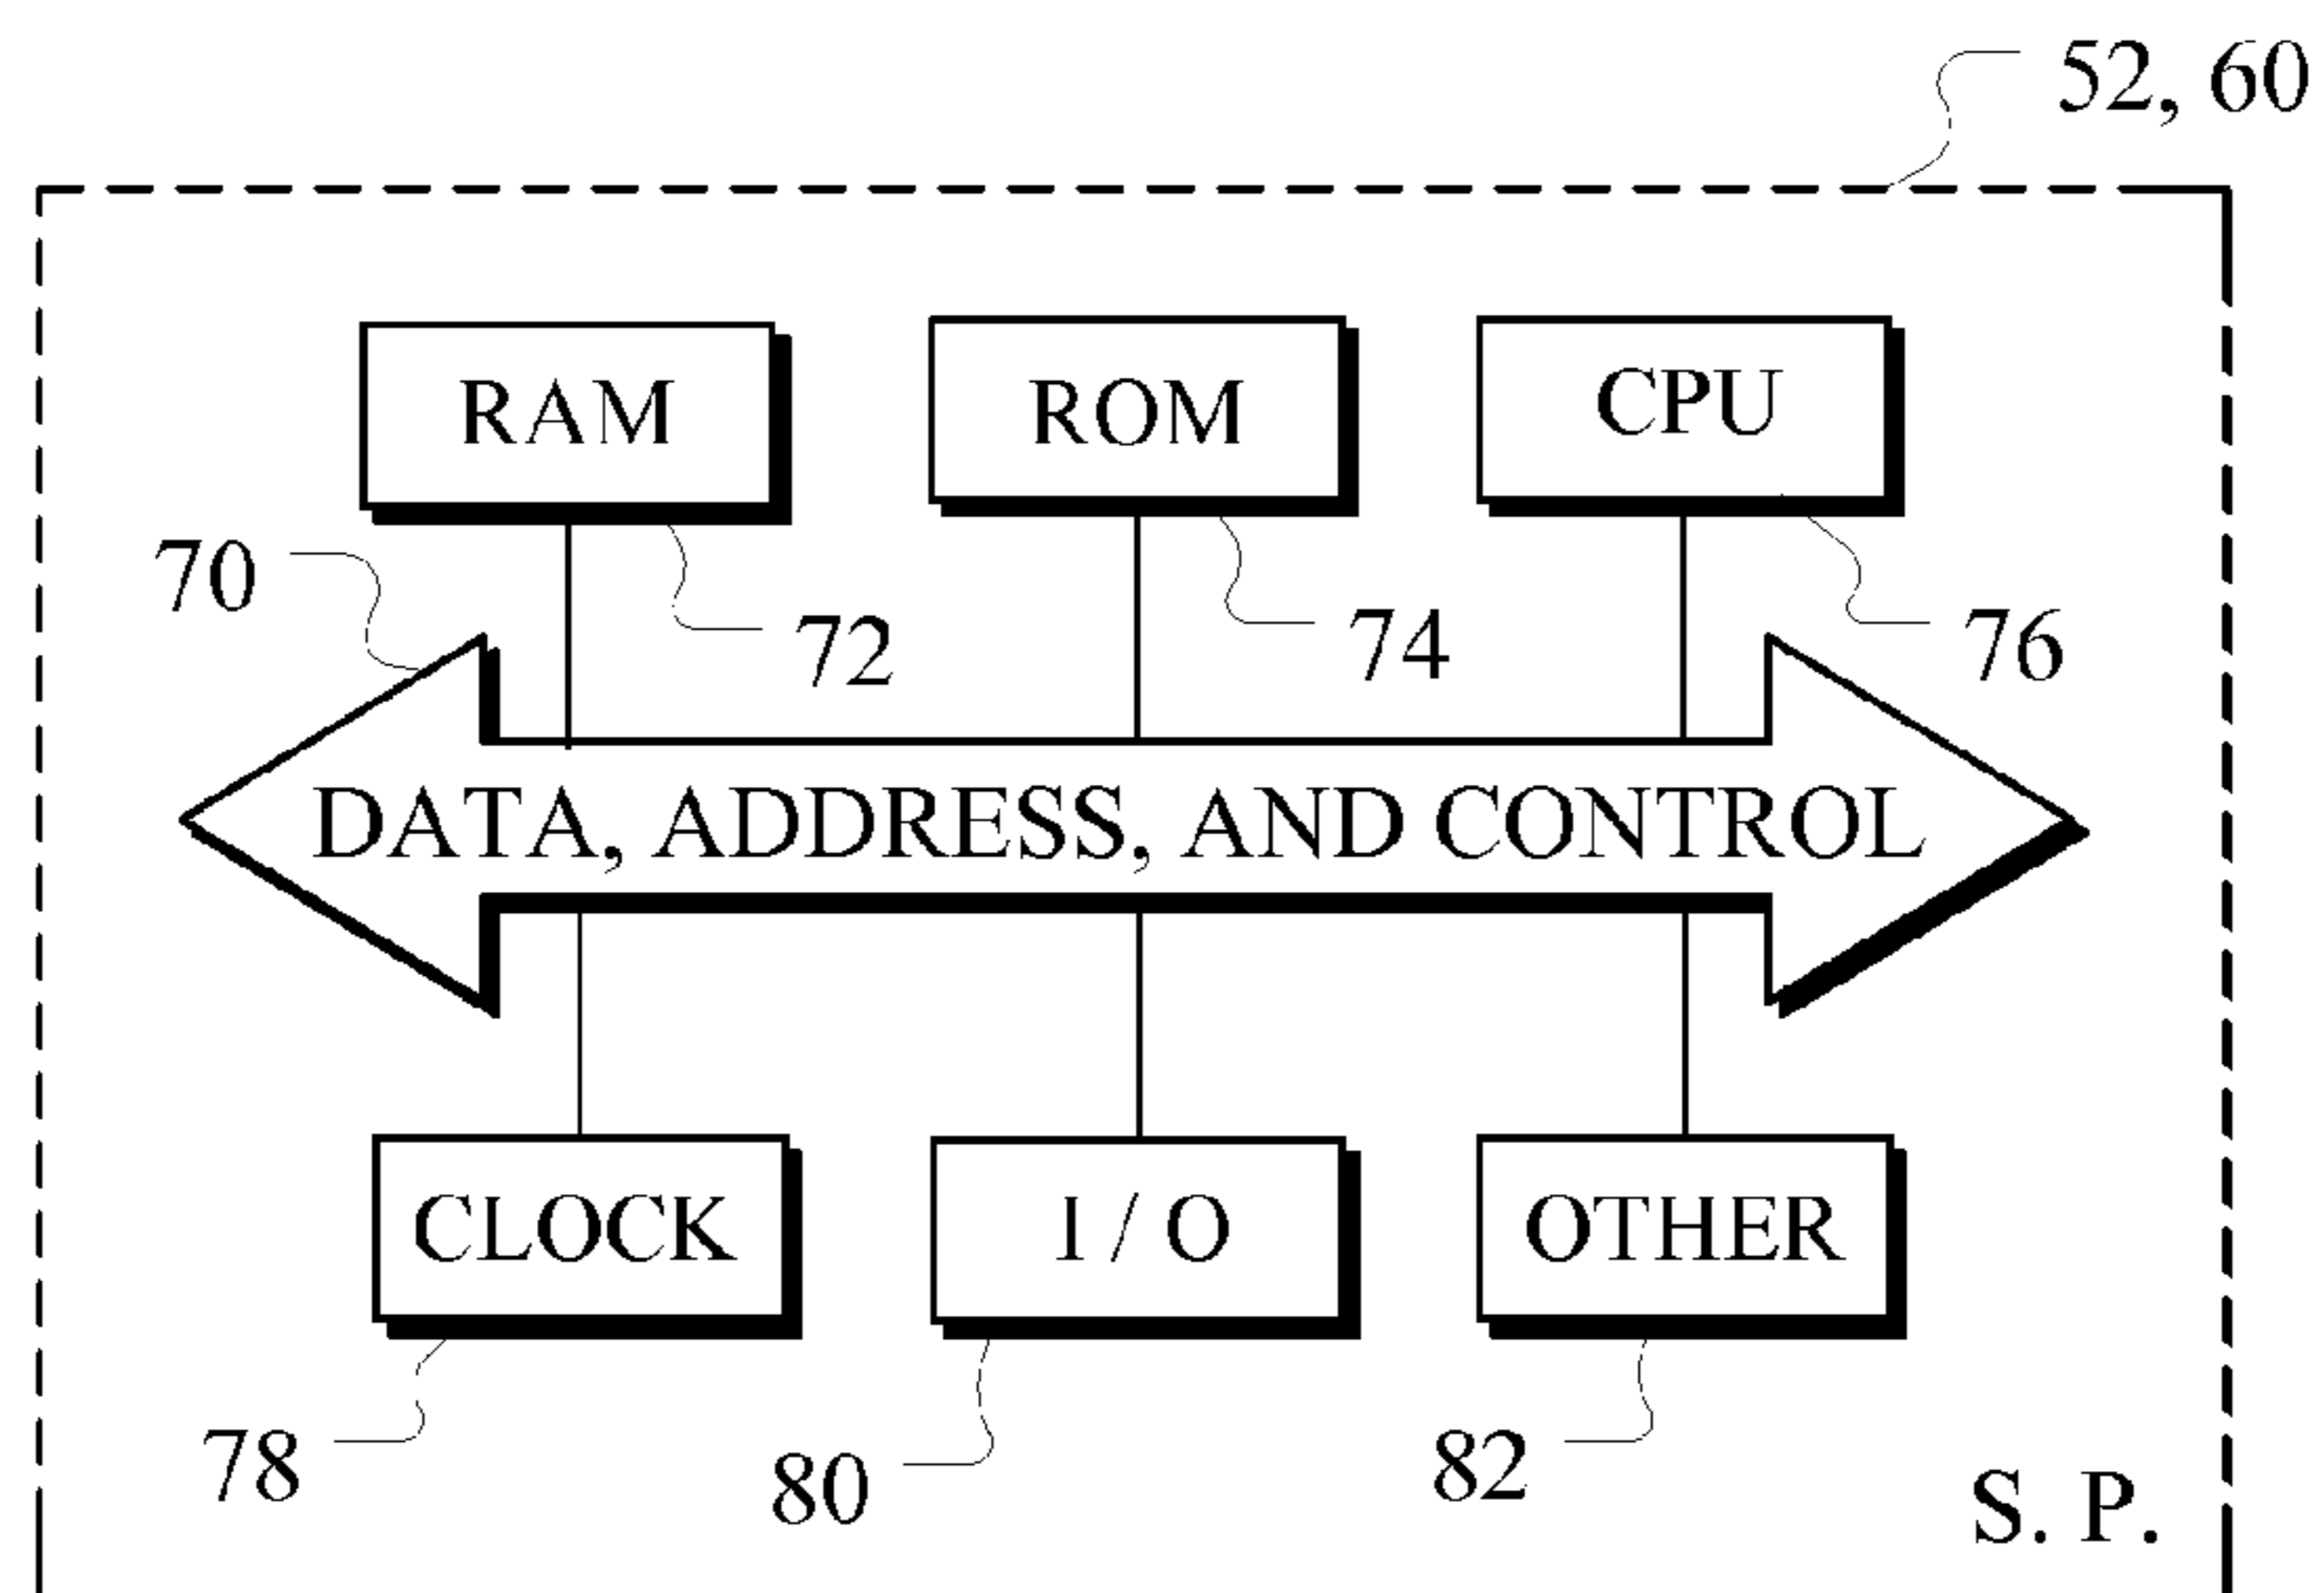 52, 60
RAM
ROM
CPU
70
72
74
76
DATA, ADDRESS, AND CONTROL
CLOCK
I / O
OTHER
78
80
82
S. P.